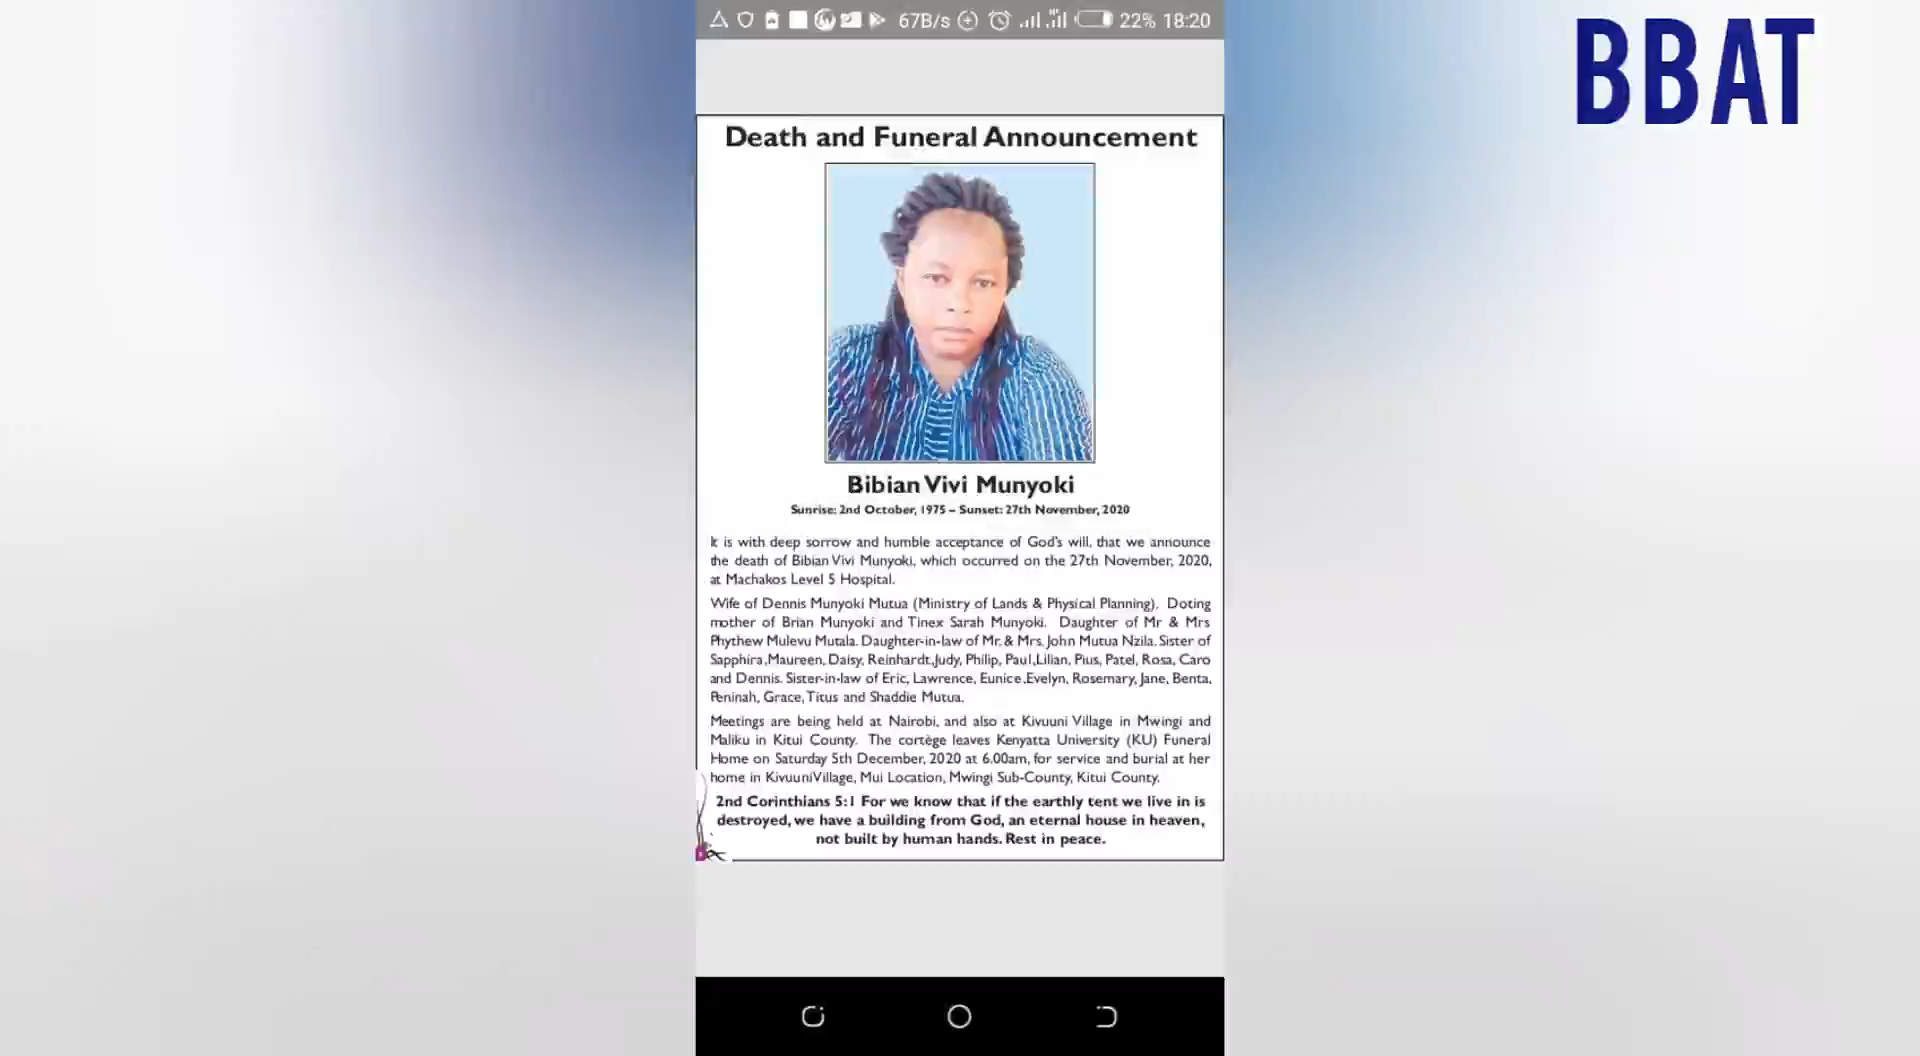 67B/s 22% 18:20
BBAT
Death and Funeral Announcement
Bibian Vivi Munyoki
Sunrise: 2nd October, 1975 – Sunset: 27th November, 2020
It is with deep sorrow and humble acceptance of God's will, that we announce
the death of Bibian Vivi Munyoki, which occurred on the 27th November, 2020,
at Machakos Level 5 Hospital.
Wife of Dennis Munyoki Mutua (Ministry of Lands & Physical Planning). Doting
mother of Brian Munyoki and Tinex Sarah Munyoki. Daughter of Mr & Mrs
Phythew Mulevu Mutala. Daughter-in-law of Mr. & Mrs. John Mutua Nzila. Sister of
Sapphira,Maureen, Daisy, Reinhardt,Judy, Philip, Paul,Lilian, Pius, Patel, Rosa, Caro
and Dennis. Sister-in-law of Eric, Lawrence, Eunice,Evelyn, Rosemary, Jane, Benta,
Peninah, Grace, Titus and Shaddie Mutua.
Meetings are being held at Nairobi, and also at Kivuuni Village in Mwingi and
Maliku in Kitui County. The cortège leaves Kenyatta University (KU) Funeral
Home on Saturday 5th December, 2020 at 6.00am, for service and burial at her
home in KivuuniVillage, Mui Location, Mwingi Sub-County, Kitui County.
2nd Corinthians 5:1 For we know that if the earthly tent we live in is
destroyed, we have a building from God, an eternal house in heaven,
not built by human hands. Rest in peace.